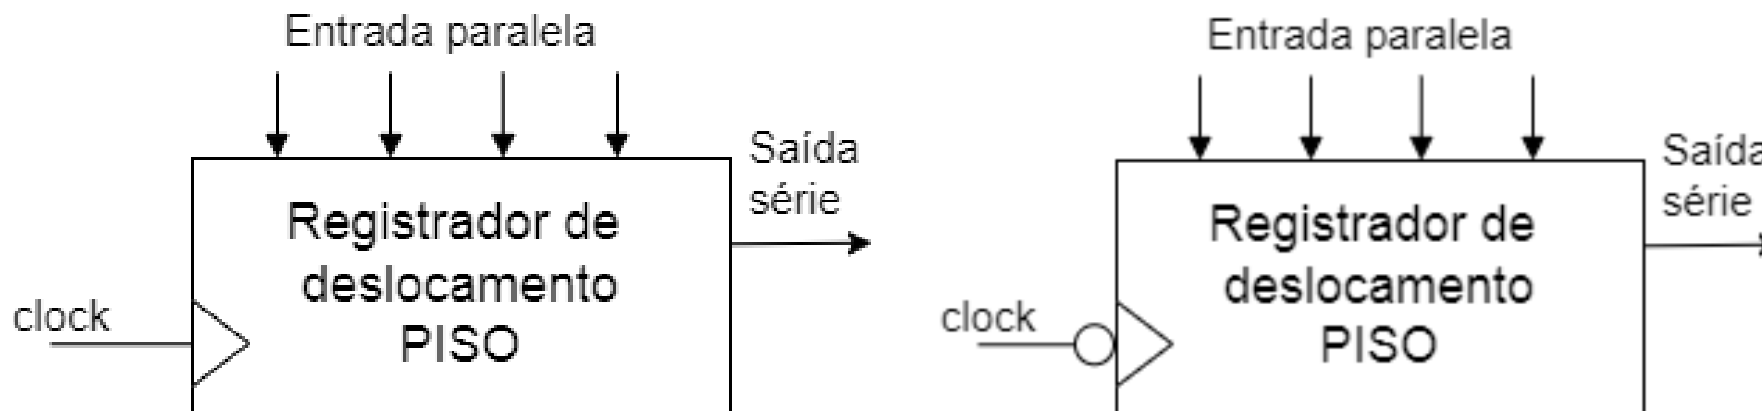 Entrada paralela
Saída
série
Registrador de
deslocamento
PISO
clock
Entrada paralela
Saída
série
Registrador de
deslocamento
PISO
clock